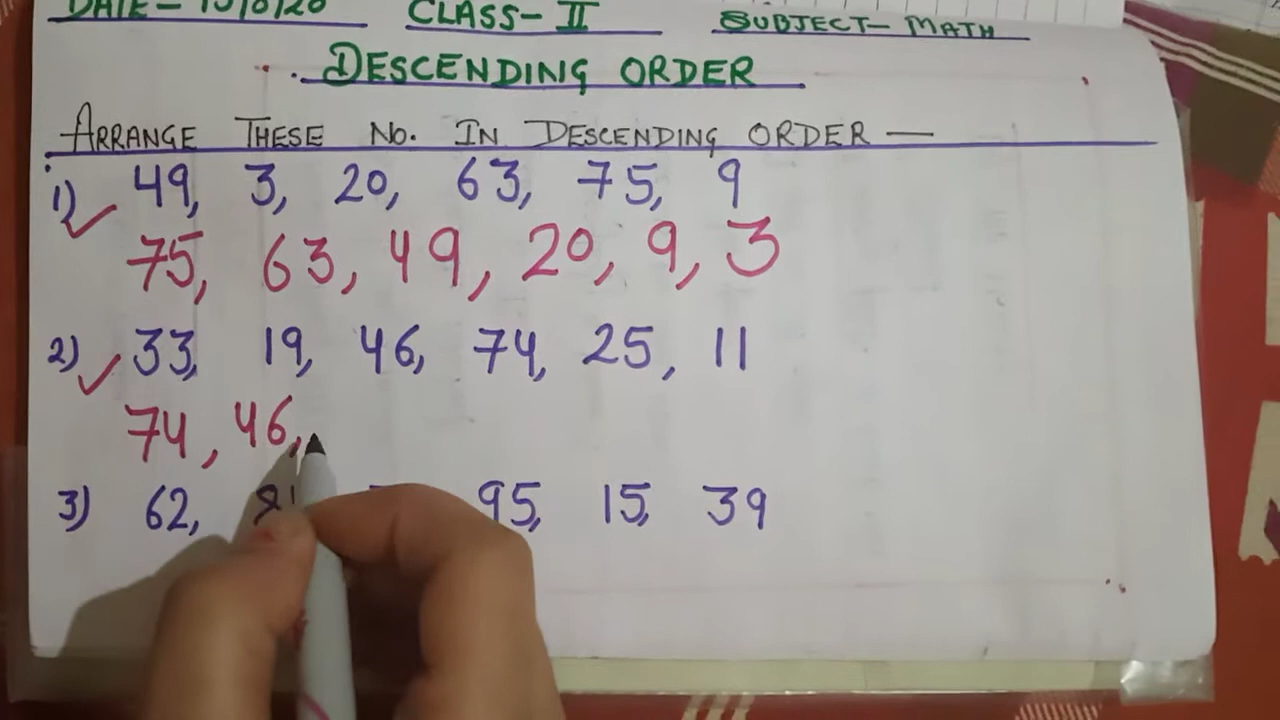 DATE- CLASS- II SUBJECT- MATH
DESCENDING ORDER
ARRANGE THESE No. IN DESCENDING ORDER —
1) 49, 3, 20, 63, 75, 9
75, 63, 49, 20, 9, 3
2) 33, 19, 46, 74, 25, 11
74, 46,
3) 62, 95, 15, 39